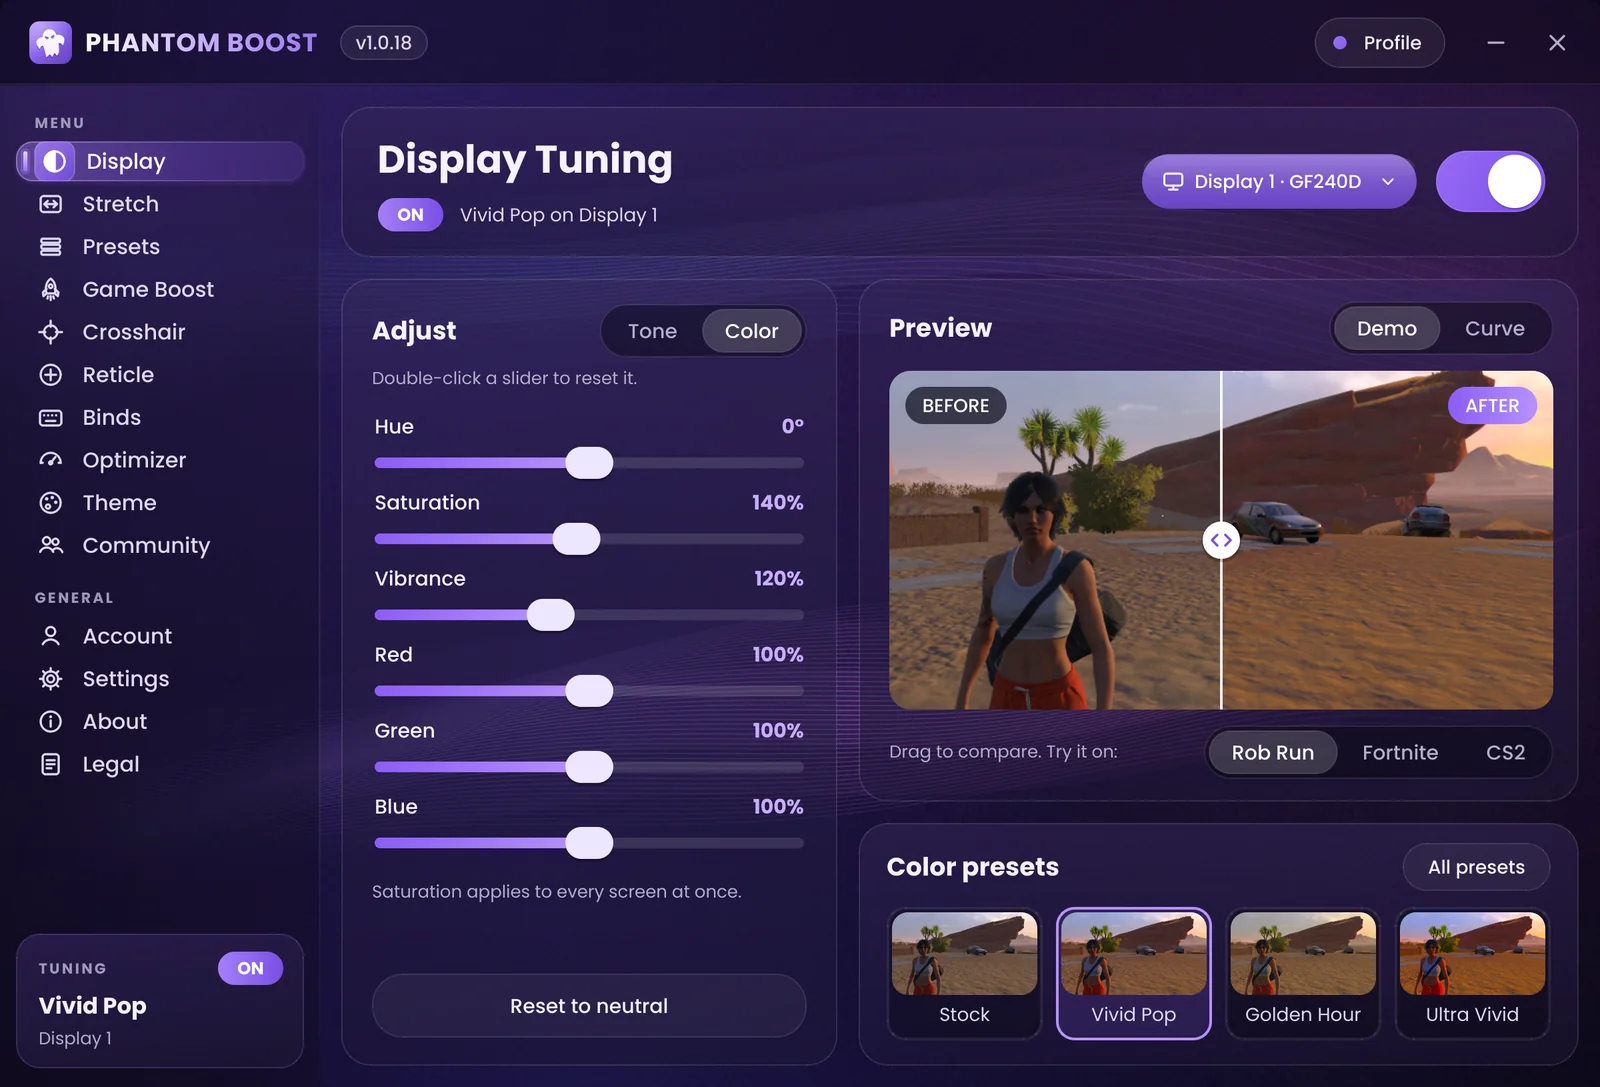 PHANTOM BOOST
v1.0.18
Profile
MENU
Display
Stretch
Presets
Game Boost
Crosshair
Reticle
Binds
Optimizer
Theme
Community
GENERAL
Account
Settings
About
Legal
TUNING
ON
Vivid Pop
Display 1
Display Tuning
ON
Vivid Pop on Display 1
Display 1 · GF240D
Adjust
Tone
Color
Double-click a slider to reset it.
Hue
0°
Saturation
140%
Vibrance
120%
Red
100%
Green
100%
Blue
100%
Saturation applies to every screen at once.
Reset to neutral
Preview
Demo
Curve
BEFORE
AFTER
Drag to compare. Try it on:
Rob Run
Fortnite
CS2
Color presets
All presets
Stock
Vivid Pop
Golden Hour
Ultra Vivid